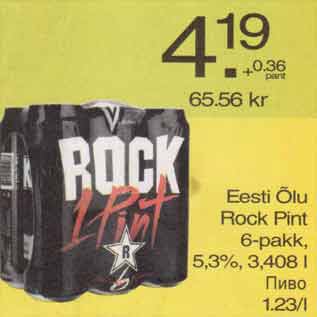 4.19
+0.36
pant
65.56 kr
ROCK
1 Pint
R
Eesti Õlu
Rock Pint
6-pakk,
5,3%, 3,408 l
Пиво
1.23/l